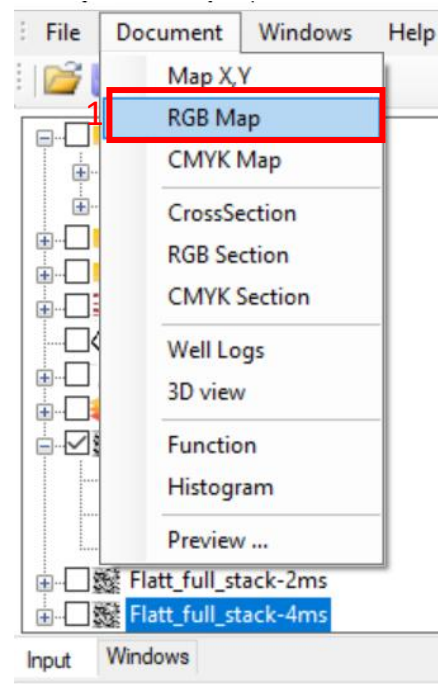 File Document Windows Help
Map X,Y
1 RGB Map
CMYK Map
CrossSection
RGB Section
CMYK Section
Well Logs
3D view
Function
Histogram
Preview ...
Flatt_full_stack-2ms
Flatt_full_stack-4ms
Input Windows